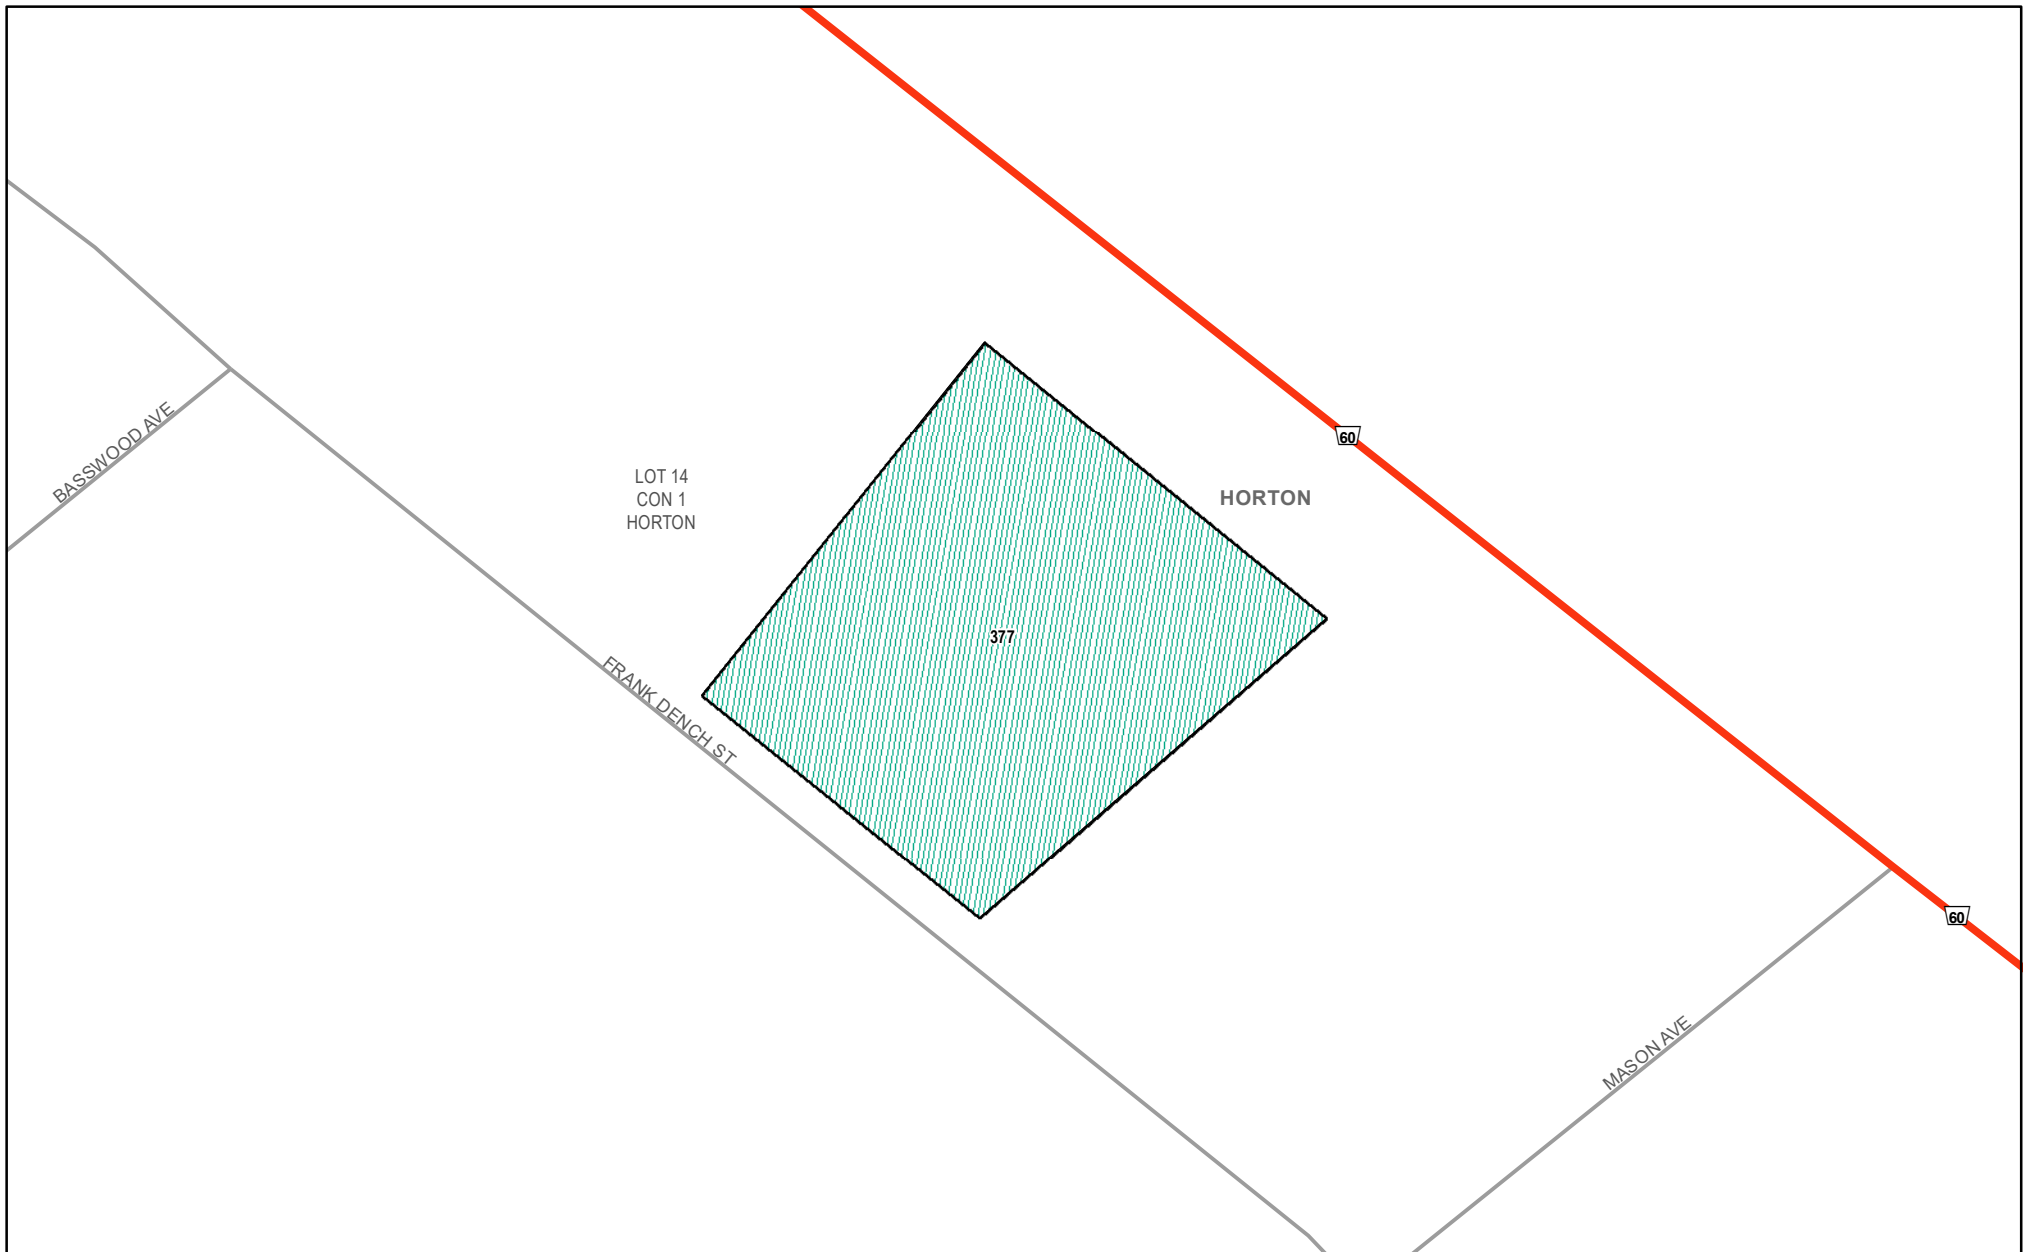 60
BASSWOOD AVE
LOT 14
CON 1
HORTON
HORTON
377
FRANK DENCH ST
60
MASON AVE